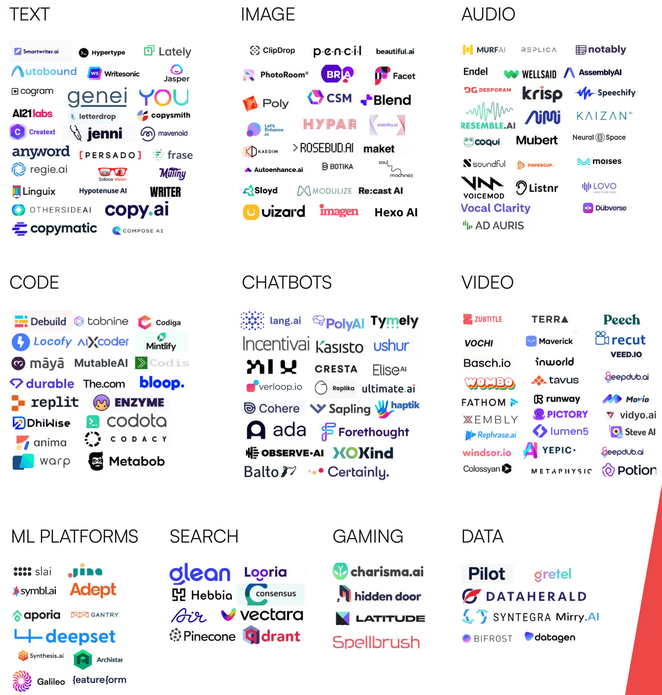 TEXT
Smartwriter.ai Hypertype Lately
Autobound Writesonic Jasper
cogram genei YOU
AI21labs letterdrop copysmith
Creatext jenni mavenoid
anyword [PERSADO] frase
regie.ai Solace Vision Mutiny
Linguix Hypotenuse AI WRITER
OTHERSIDEAI copy.ai
copymatic COMPOSE AI
IMAGE
ClipDrop pencil beautiful.ai
PhotoRoom BRIA Facet
Poly CSM Blend
Let's Enhance.io HYPAR
KAEDIM ROSEBUD.AI maket
Autoenhance.ai BOTIKA soul machines
Sloyd MODULIZE Re:cast AI
uizard imagen Hexo AI
AUDIO
MURFAI REPLICA notably
Endel WELLSAID AssemblyAI
DEEPGRAM krisp Speechify
RESEMBLE.AI AiMi KAIZAN
coqui Mubert Neural Space
soundful PAPERCUP. moises
VOICEMOD Listnr LOVO
Vocal Clarity Dubverse
AD AURIS
CODE
Debuild tabnine Codiga
Locofy AIXcoder Mintlify
māyā MutableAI Codis
durable The.com bloop.
replit ENZYME
DhiWise codota
anima CODACY
warp Metabob
CHATBOTS
lang.ai PolyAI Tymely
Incentivai Kasisto ushur
CRESTA EliseAI
verloop.io Replika ultimate.ai
Cohere Sapling haptik
ada Forethought
OBSERVE.AI XOKind
Balto Certainly.
VIDEO
ZUBTITLE TERRA Peech
VOCHI Maverick recut
Basch.io inworld VEED.IO
WOMBO tavus deepdub.ai
FATHOM runway Movio
XEMBLY PICTORY vidyo.ai
Rephrase.ai lumen5 Steve AI
windsor.io YEPIC deepdub.ai
Colossyan METAPHYSIC Potion
ML PLATFORMS
slai jina
symbl.ai Adept
aporia GANTRY
deepset
Synthesis.ai Archistar
Galileo featureform
SEARCH
glean Looria
Hebbia consensus
Air vectara
Pinecone qdrant
GAMING
charisma.ai
hidden door
LATITUDE
Spellbrush
DATA
Pilot gretel
DATAHERALD
SYNTEGRA Mirry.AI
BIFROST datagen